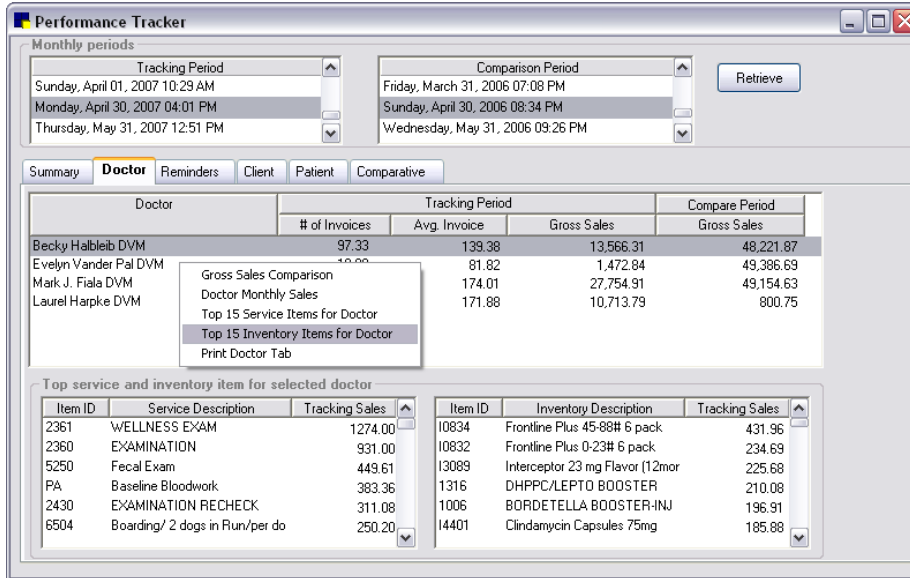 Performance Tracker
Monthly periods
Tracking Period
Sunday, April 01, 2007 10:29 AM
Monday, April 30, 2007 04:01 PM
Thursday, May 31, 2007 12:51 PM
Comparison Period
Friday, March 31, 2006 07:08 PM
Sunday, April 30, 2006 08:34 PM
Wednesday, May 31, 2006 09:26 PM
Retrieve
Summary Doctor Reminders Client Patient Comparative
Doctor Tracking Period Compare Period
# of Invoices Avg. Invoice Gross Sales Gross Sales
Becky Halbleib DVM 97.33 139.38 13,566.31 48,221.87
Evelyn Vander Pal DVM 81.82 1,472.84 49,386.69
Mark J. Fiala DVM 174.01 27,754.91 49,154.63
Laurel Harpke DVM 171.88 10,713.79 800.75
Gross Sales Comparison
Doctor Monthly Sales
Top 15 Service Items for Doctor
Top 15 Inventory Items for Doctor
Print Doctor Tab
Top service and inventory item for selected doctor
Item ID Service Description Tracking Sales
2361 WELLNESS EXAM 1274.00
2360 EXAMINATION 931.00
5250 Fecal Exam 449.61
PA Baseline Bloodwork 383.36
2430 EXAMINATION RECHECK 311.08
6504 Boarding/ 2 dogs in Run/per do 250.20
Item ID Inventory Description Tracking Sales
I0834 Frontline Plus 45-88# 6 pack 431.96
I0832 Frontline Plus 0-23# 6 pack 234.69
I3089 Interceptor 23 mg Flavor (12mor 225.68
1316 DHPPC/LEPTO BOOSTER 210.08
1006 BORDETELLA BOOSTER-INJ 196.91
I4401 Clindamycin Capsules 75mg 185.88